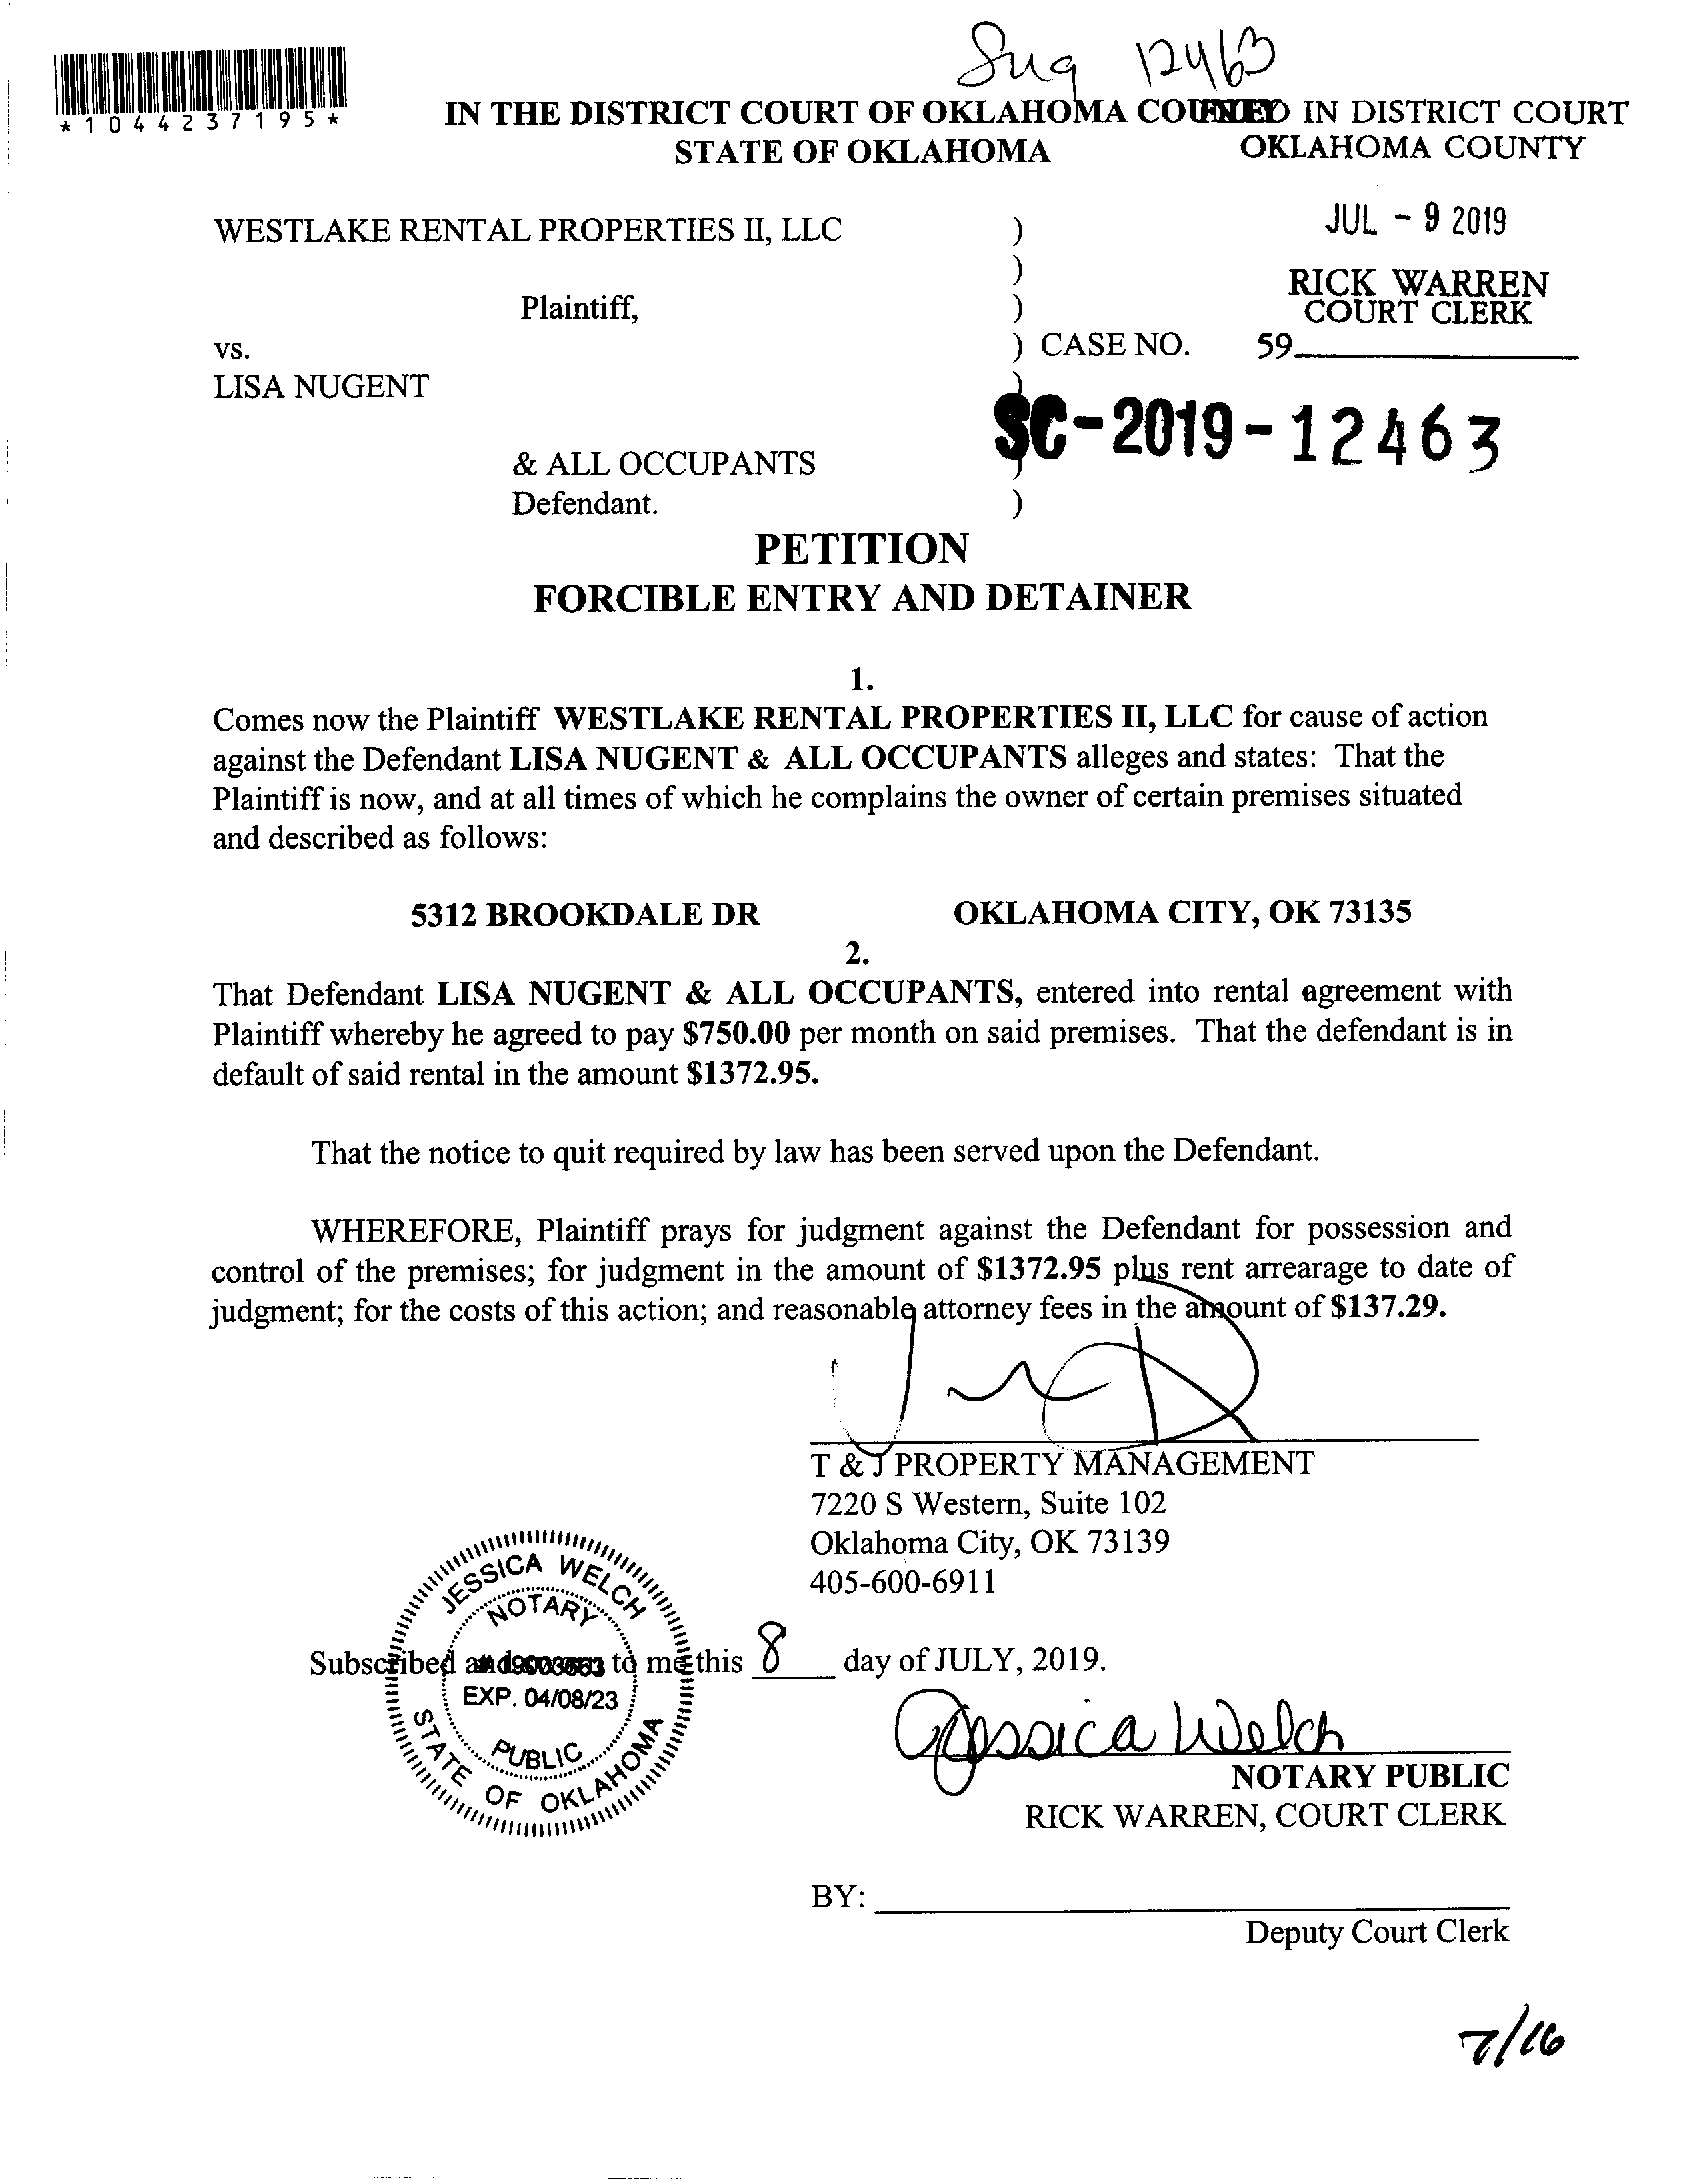 *1044237195*
12463
IN THE DISTRICT COURT OF OKLAHOMA COUNTY
STATE OF OKLAHOMA
FILED IN DISTRICT COURT
OKLAHOMA COUNTY
JUL - 9 2019
RICK WARREN
COURT CLERK
59
WESTLAKE RENTAL PROPERTIES II, LLC )
)
Plaintiff, )
vs. ) CASE NO.
LISA NUGENT )
SC-2019-12463
& ALL OCCUPANTS )
Defendant. )
PETITION
FORCIBLE ENTRY AND DETAINER
1.
Comes now the Plaintiff WESTLAKE RENTAL PROPERTIES II, LLC for cause of action
against the Defendant LISA NUGENT & ALL OCCUPANTS alleges and states: That the
Plaintiff is now, and at all times of which he complains the owner of certain premises situated
and described as follows:
5312 BROOKDALE DR OKLAHOMA CITY, OK 73135
2.
That Defendant LISA NUGENT & ALL OCCUPANTS, entered into rental agreement with
Plaintiff whereby he agreed to pay $750.00 per month on said premises. That the defendant is in
default of said rental in the amount $1372.95.
That the notice to quit required by law has been served upon the Defendant.
WHEREFORE, Plaintiff prays for judgment against the Defendant for possession and
control of the premises; for judgment in the amount of $1372.95 plus rent arrearage to date of
judgment; for the costs of this action; and reasonable attorney fees in the amount of $137.29.
T & J PROPERTY MANAGEMENT
7220 S Western, Suite 102
Oklahoma City, OK 73139
405-600-6911
Subscribed and sworn to me this 8 day of JULY, 2019.
JESSICA WELCH
NOTARY
EXP. 04/08/23
PUBLIC
STATE OF OKLAHOMA
Jessica Welch
NOTARY PUBLIC
RICK WARREN, COURT CLERK
BY:
Deputy Court Clerk
7/16